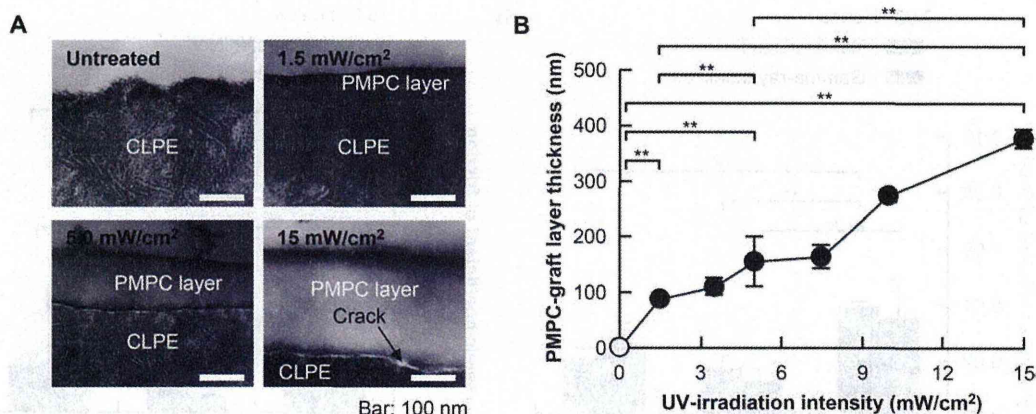 A
Untreated
CLPE
1.5 mW/cm²
PMPC layer
CLPE
5.0 mW/cm²
PMPC layer
CLPE
15 mW/cm²
PMPC layer
Crack
CLPE
Bar: 100 nm
B
PMPC-graft layer thickness (nm)
500
400
300
200
100
0
**
**
**
**
**
**
0
3
6
9
12
15
UV-irradiation intensity (mW/cm²)